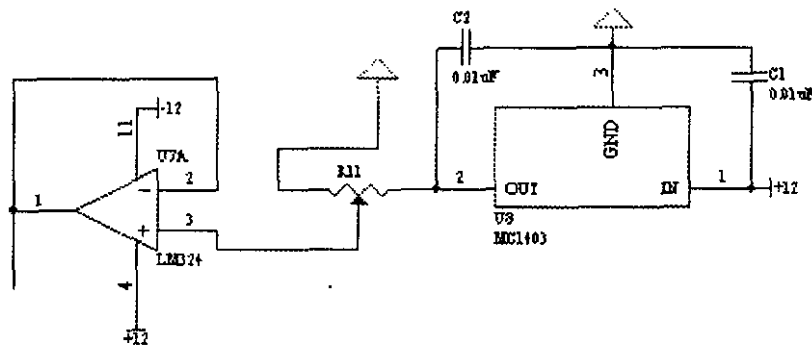 C2
0.01uF
3
C1
0.01uF
GND
11
-12
U7A
R11
1
2
2
OUT
IN
1
+12
3
U8
MC1403
LM324
4
+12